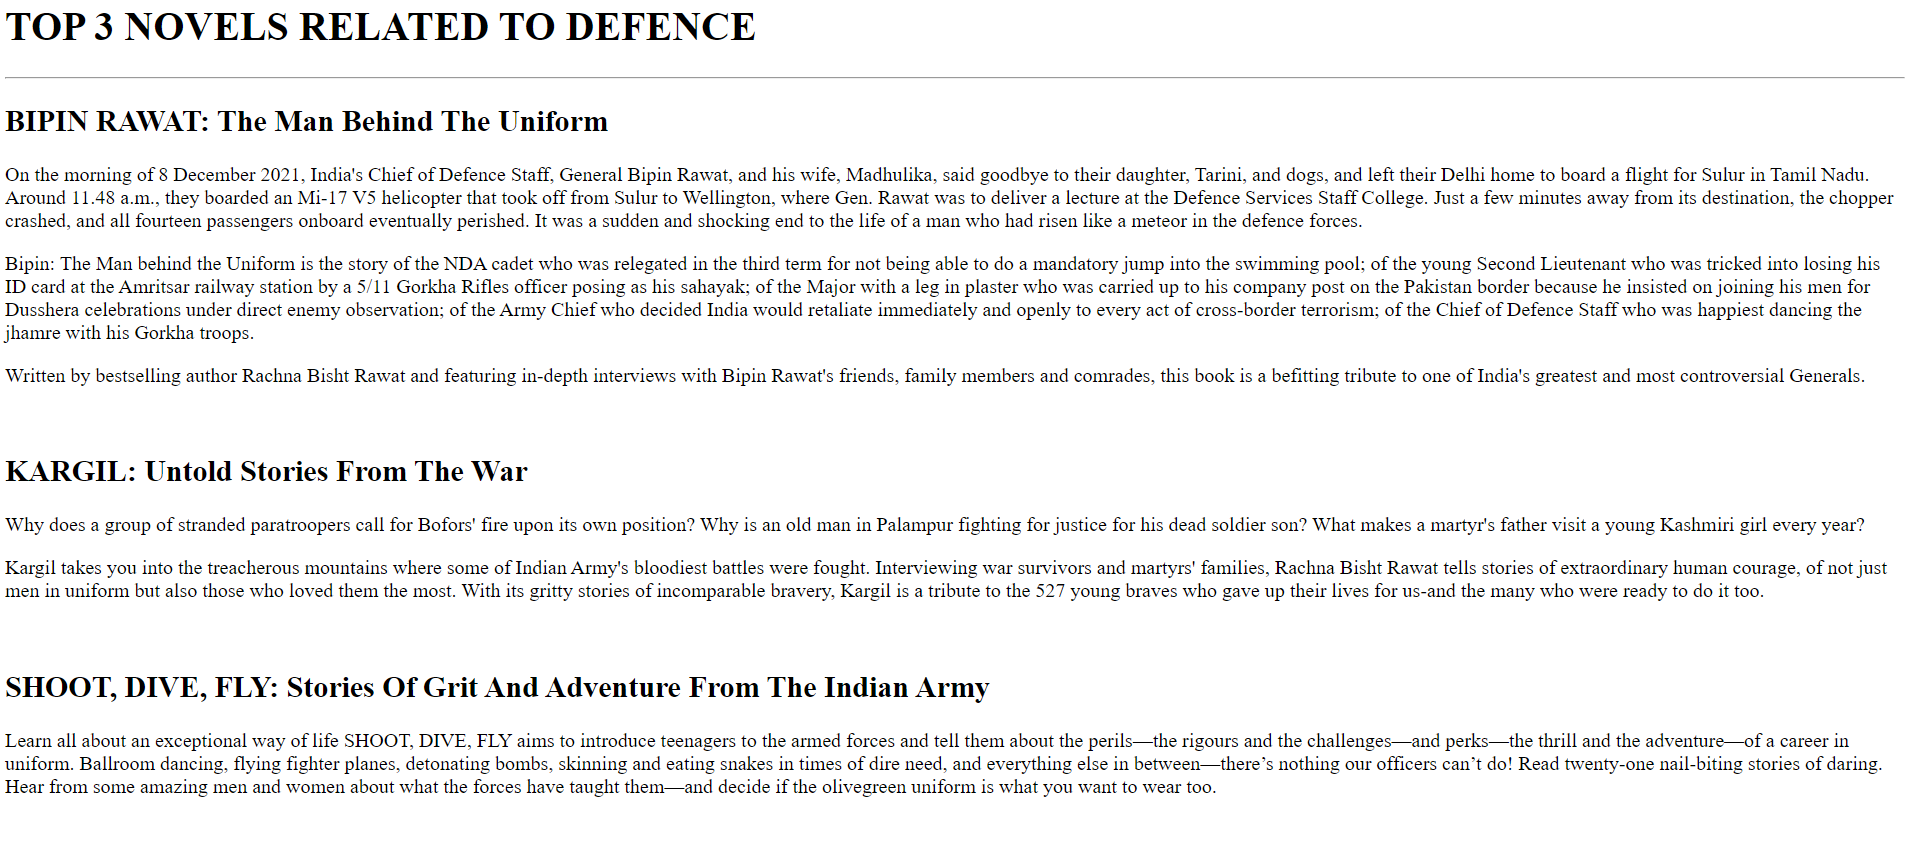 TOP 3 NOVELS RELATED TO DEFENCE
BIPIN RAWAT: The Man Behind The Uniform
On the morning of 8 December 2021, India's Chief of Defence Staff, General Bipin Rawat, and his wife, Madhulika, said goodbye to their daughter, Tarini, and dogs, and left their Delhi home to board a flight for Sulur in Tamil Nadu.
Around 11.48 a.m., they boarded an Mi-17 V5 helicopter that took off from Sulur to Wellington, where Gen. Rawat was to deliver a lecture at the Defence Services Staff College. Just a few minutes away from its destination, the chopper
crashed, and all fourteen passengers onboard eventually perished. It was a sudden and shocking end to the life of a man who had risen like a meteor in the defence forces.
Bipin: The Man behind the Uniform is the story of the NDA cadet who was relegated in the third term for not being able to do a mandatory jump into the swimming pool; of the young Second Lieutenant who was tricked into losing his
ID card at the Amritsar railway station by a 5/11 Gorkha Rifles officer posing as his sahayak; of the Major with a leg in plaster who was carried up to his company post on the Pakistan border because he insisted on joining his men for
Dusshera celebrations under direct enemy observation; of the Army Chief who decided India would retaliate immediately and openly to every act of cross-border terrorism; of the Chief of Defence Staff who was happiest dancing the
jhamre with his Gorkha troops.
Written by bestselling author Rachna Bisht Rawat and featuring in-depth interviews with Bipin Rawat's friends, family members and comrades, this book is a befitting tribute to one of India's greatest and most controversial Generals.
KARGIL: Untold Stories From The War
Why does a group of stranded paratroopers call for Bofors' fire upon its own position? Why is an old man in Palampur fighting for justice for his dead soldier son? What makes a martyr's father visit a young Kashmiri girl every year?
Kargil takes you into the treacherous mountains where some of Indian Army's bloodiest battles were fought. Interviewing war survivors and martyrs' families, Rachna Bisht Rawat tells stories of extraordinary human courage, of not just
men in uniform but also those who loved them the most. With its gritty stories of incomparable bravery, Kargil is a tribute to the 527 young braves who gave up their lives for us-and the many who were ready to do it too.
SHOOT, DIVE, FLY: Stories Of Grit And Adventure From The Indian Army
Learn all about an exceptional way of life SHOOT, DIVE, FLY aims to introduce teenagers to the armed forces and tell them about the perils—the rigours and the challenges—and perks—the thrill and the adventure—of a career in
uniform. Ballroom dancing, flying fighter planes, detonating bombs, skinning and eating snakes in times of dire need, and everything else in between—there’s nothing our officers can’t do! Read twenty-one nail-biting stories of daring.
Hear from some amazing men and women about what the forces have taught them—and decide if the olivegreen uniform is what you want to wear too.